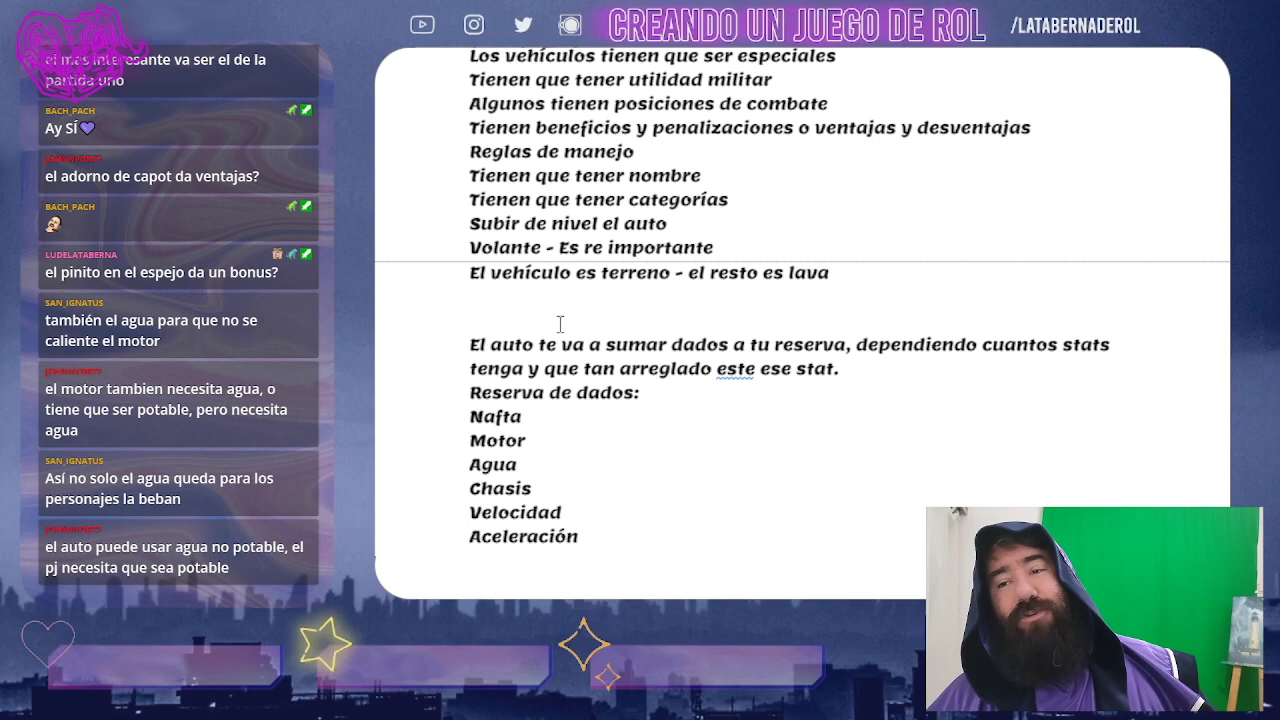 CREANDO UN JUEGO DE ROL
/LATABERNADEROL
el mas interesante va ser el de la
partida uno
BACH_PACH
Ay SÍ💜
el adorno de capot da ventajas?
BACH_PACH
LUDELATABERNA
el pinito en el espejo da un bonus?
SAN_IGNATUS
también el agua para que no se
caliente el motor
el motor tambien necesita agua, o
tiene que ser potable, pero necesita
agua
SAN_IGNATUS
Así no solo el agua queda para los
personajes la beban
el auto puede usar agua no potable, el
pj necesita que sea potable
Los vehículos tienen que ser especiales
Tienen que tener utilidad militar
Algunos tienen posiciones de combate
Tienen beneficios y penalizaciones o ventajas y desventajas
Reglas de manejo
Tienen que tener nombre
Tienen que tener categorías
Subir de nivel el auto
Volante - Es re importante
El vehículo es terreno - el resto es lava
El auto te va a sumar dados a tu reserva, dependiendo cuantos stats
tenga y que tan arreglado este ese stat.
Reserva de dados:
Nafta
Motor
Agua
Chasis
Velocidad
Aceleración